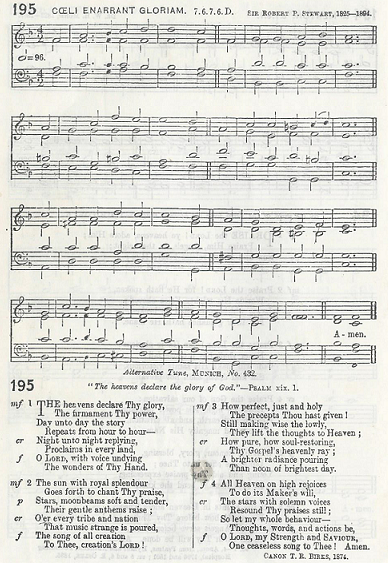 195 CŒLI ENARRANT GLORIAM. 7.6.7.6. D. SIR ROBERT P. STEWART, 1825—1894.
=96.
A - men.
Alternative Tune, MUNICH, No. 432.
195
"The heavens declare the glory of God."—PSALM xix. 1.
mf 1 THE heavens declare Thy glory,
The firmament Thy power,
Day unto day the story
Repeats from hour to hour—
cr Night unto night replying,
Proclaims in every land,
f O LORD, with voice undying
The wonders of Thy Hand.
mf 2 The sun with royal splendour
Goes forth to chant Thy praise,
p Stars, moonbeams soft and tender,
Their gentle anthems raise;
cr O'er every tribe and nation
That music strange is poured,
f The song of all creation
To Thee, creation's LORD!
mf 3 How perfect, just and holy
The precepts Thou hast given!
Still making wise the lowly,
They lift the thoughts to Heaven;
cr How pure, how soul-restoring,
Thy Gospel's heavenly ray;
A brighter radiance pouring
Than noon of brightest day.
f 4 All Heaven on high rejoices
To do its Maker's will,
cr The stars with solemn voices
Resound Thy praises still;
So let my whole behaviour—
Thoughts, words, and actions be,
f O LORD, my Strength and SAVIOUR,
One ceaseless song to Thee! Amen.
CANON T. R. BIRKS, 1874.